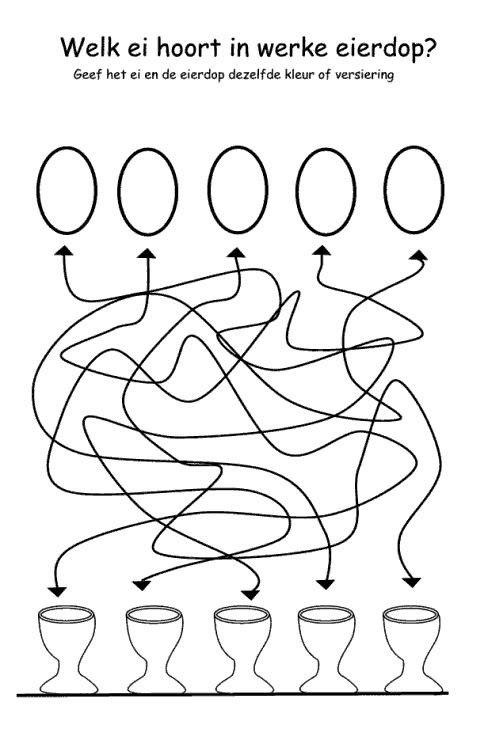 Welk ei hoort in werke eierdop?
Geef het ei en de eierdop dezelfde kleur of versiering